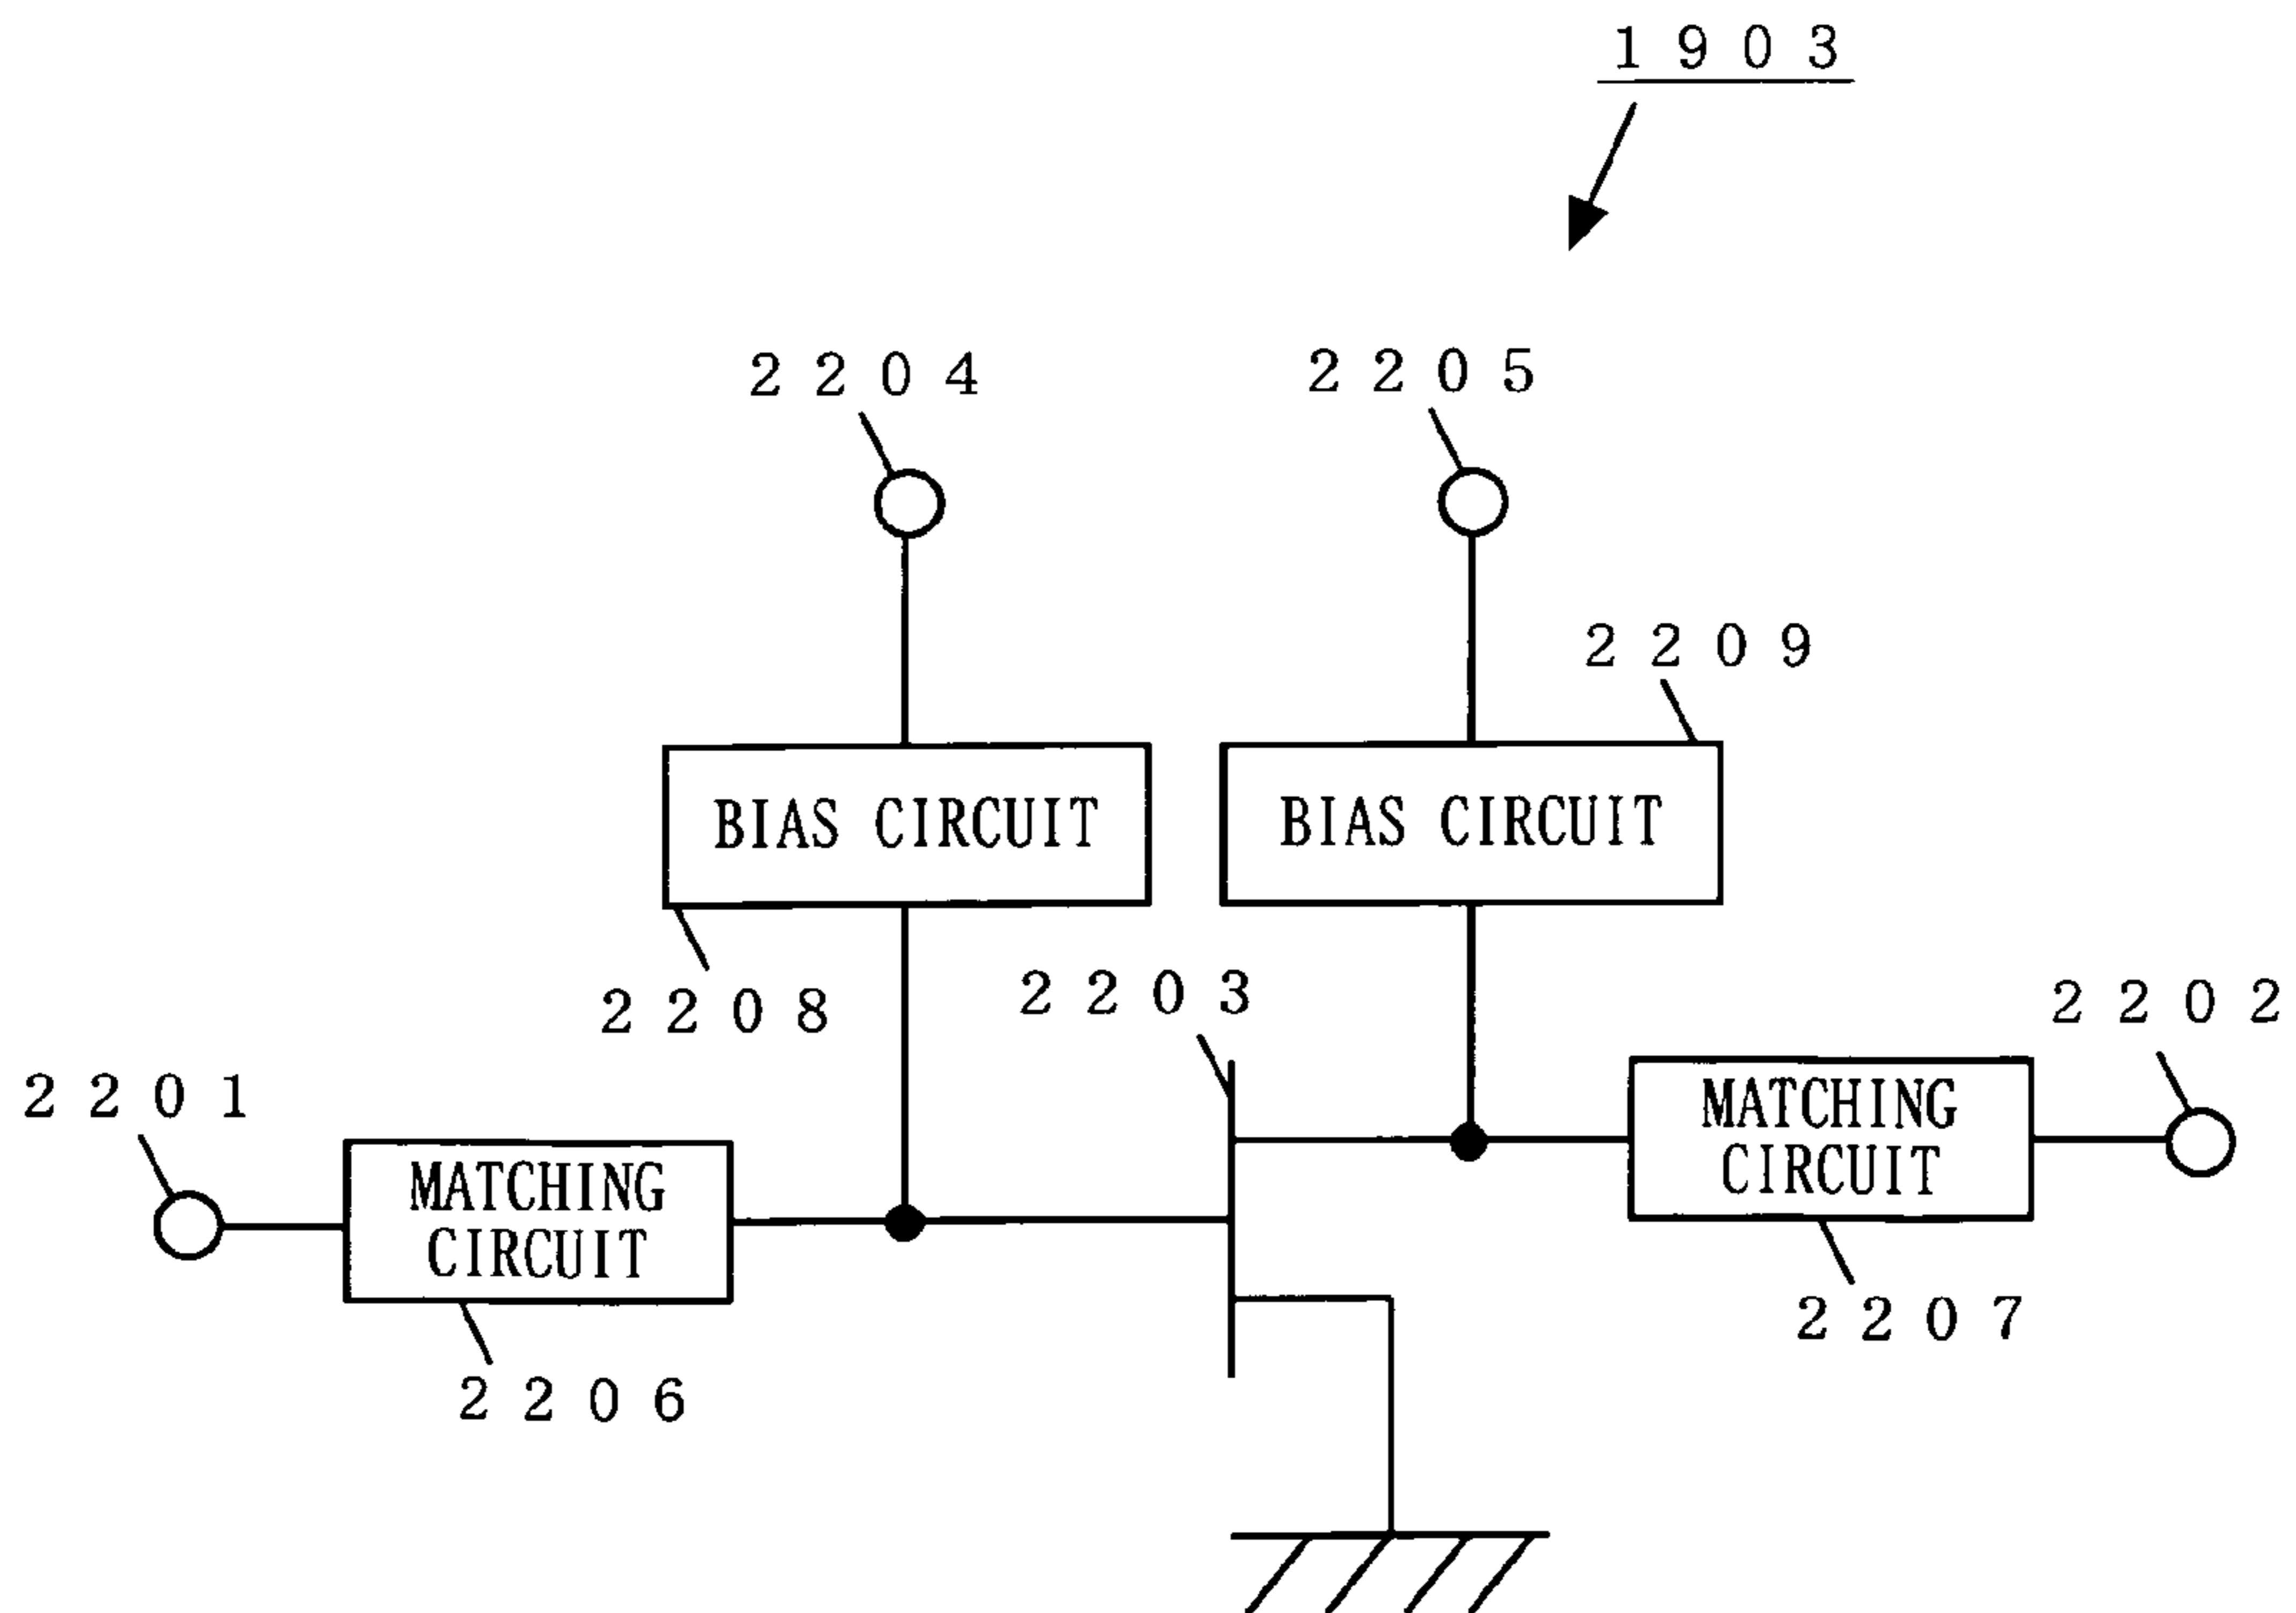 1903
2204
2205
2209
BIAS CIRCUIT
BIAS CIRCUIT
2208
2203
2202
2201
MATCHING
CIRCUIT
MATCHING
CIRCUIT
2207
2206